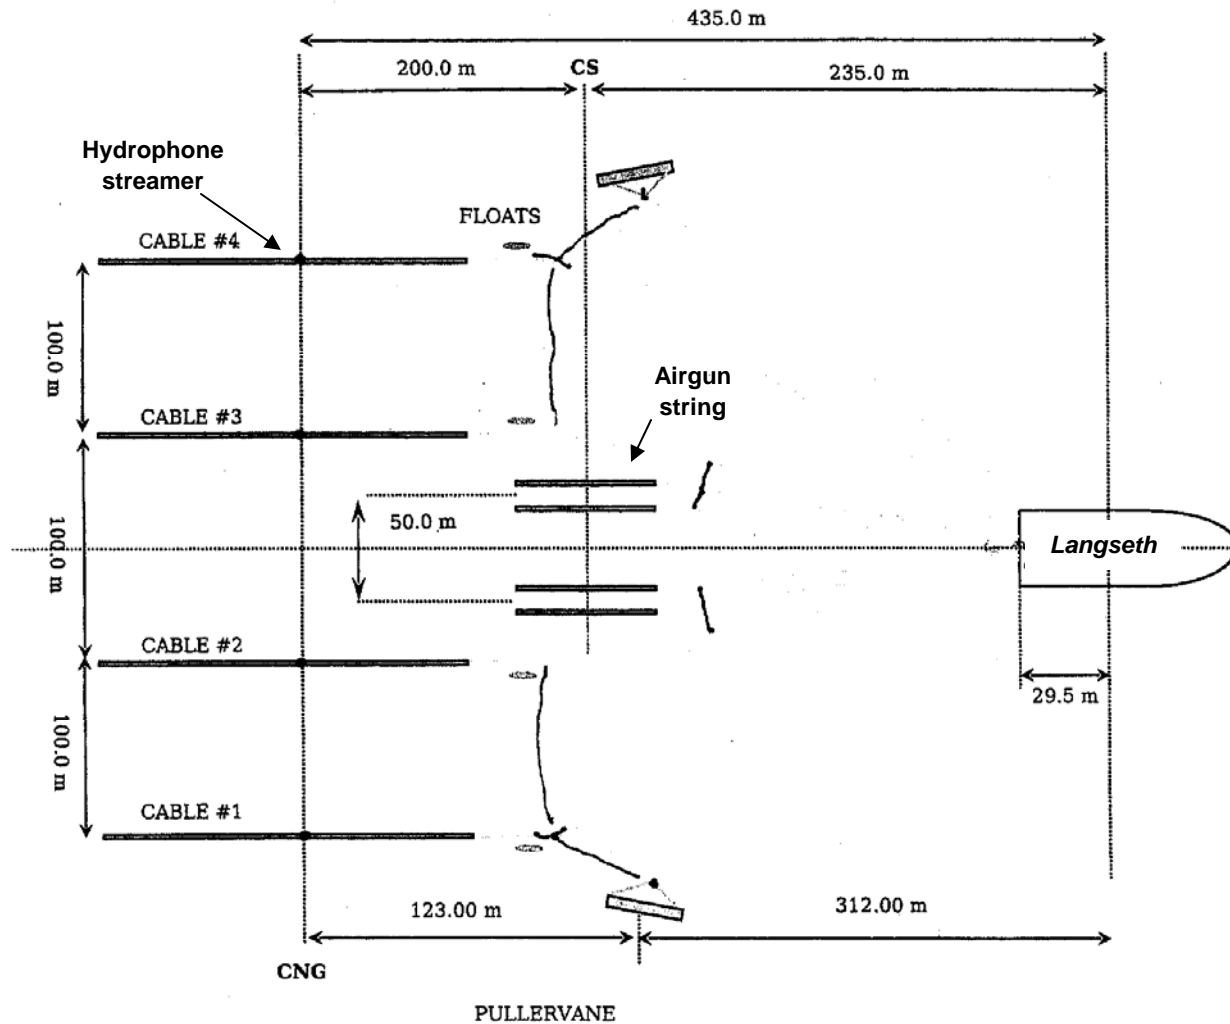 435.0 m
200.0 m
CS
235.0 m
Hydrophone
streamer
FLOATS
CABLE #4
100.0 m
Airgun
string
CABLE #3
50.0 m
100.0 m
Langseth
CABLE #2
29.5 m
100.0 m
CABLE #1
123.00 m
312.00 m
CNG
PULLERVANE